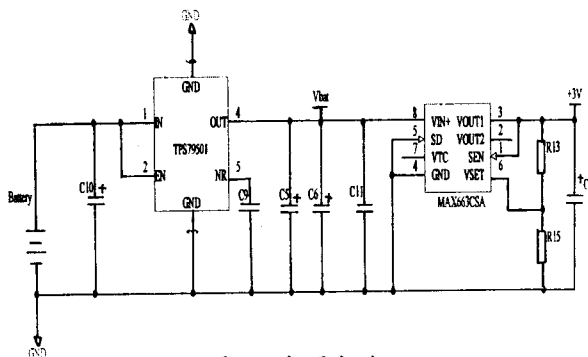 GND
GND
1
IN
OUT
4
TPS79501
2
EN
NR
5
GND
Battery
C10
C9
C5
C6
C11
Vbat
8
VIN+
VOUT1
3
5
SD
VOUT2
2
7
VTC
SEN
1
4
GND
VSET
6
MAX663CSA
+3V
R13
R15
GND